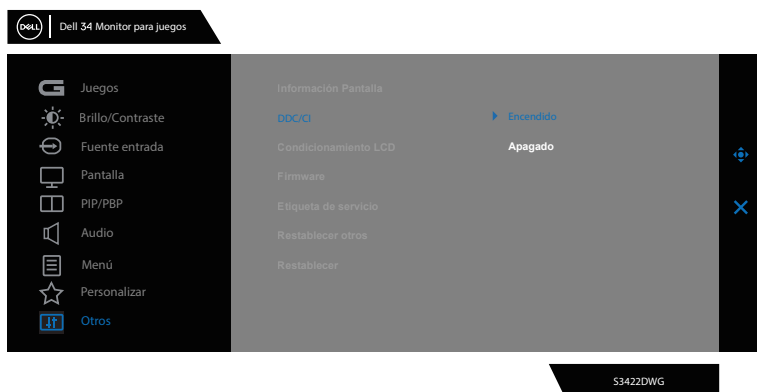 DELL
Dell 34 Monitor para juegos
Juegos
Brillo/Contraste
Fuente entrada
Pantalla
PIP/PBP
Audio
Menú
Personalizar
Otros
Información Pantalla
DDC/CI
Condicionamiento LCD
Firmware
Etiqueta de servicio
Restablecer otros
Restablecer
Encendido
Apagado
S3422DWG